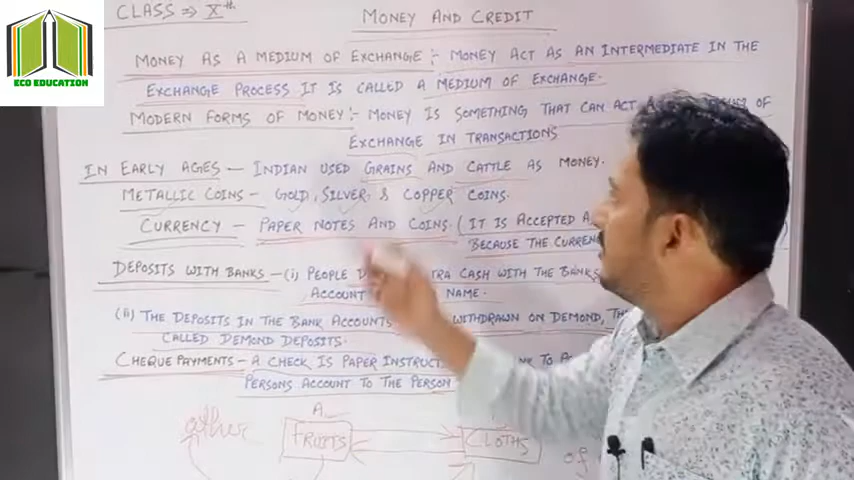 ECO EDUCATION
CLASS ⇒ Xth
MONEY AND CREDIT
MONEY AS A MEDIUM OF EXCHANGE :- MONEY ACT AS AN INTERMEDIATE IN THE
EXCHANGE PROCESS IT IS CALLED A MEDIUM OF EXCHANGE.
MODERN FORMS OF MONEY :- MONEY IS SOMETHING THAT CAN ACT OF
EXCHANGE IN TRANSACTIONS
IN EARLY AGES — INDIAN USED GRAINS AND CATTLE AS MONEY.
METALLIC COINS — GOLD, SILVER & COPPER COINS.
CURRENCY — PAPER NOTES AND COINS. (IT IS ACCEPTED
BECAUSE THE
DEPOSITS WITH BANKS — (i) PEOPLE CASH WITH THE BANKS
ACCOUNT NAME.
(ii) THE DEPOSITS IN THE BANK ACCOUNTS WITHDRAWN ON DEMOND,
CALLED DEMOND DEPOSITS.
CHEQUE PAYMENTS — A CHECK IS PAPER TO
PERSONS ACCOUNT TO THE PERSON
gather A
FRUITS CLOTHS
of